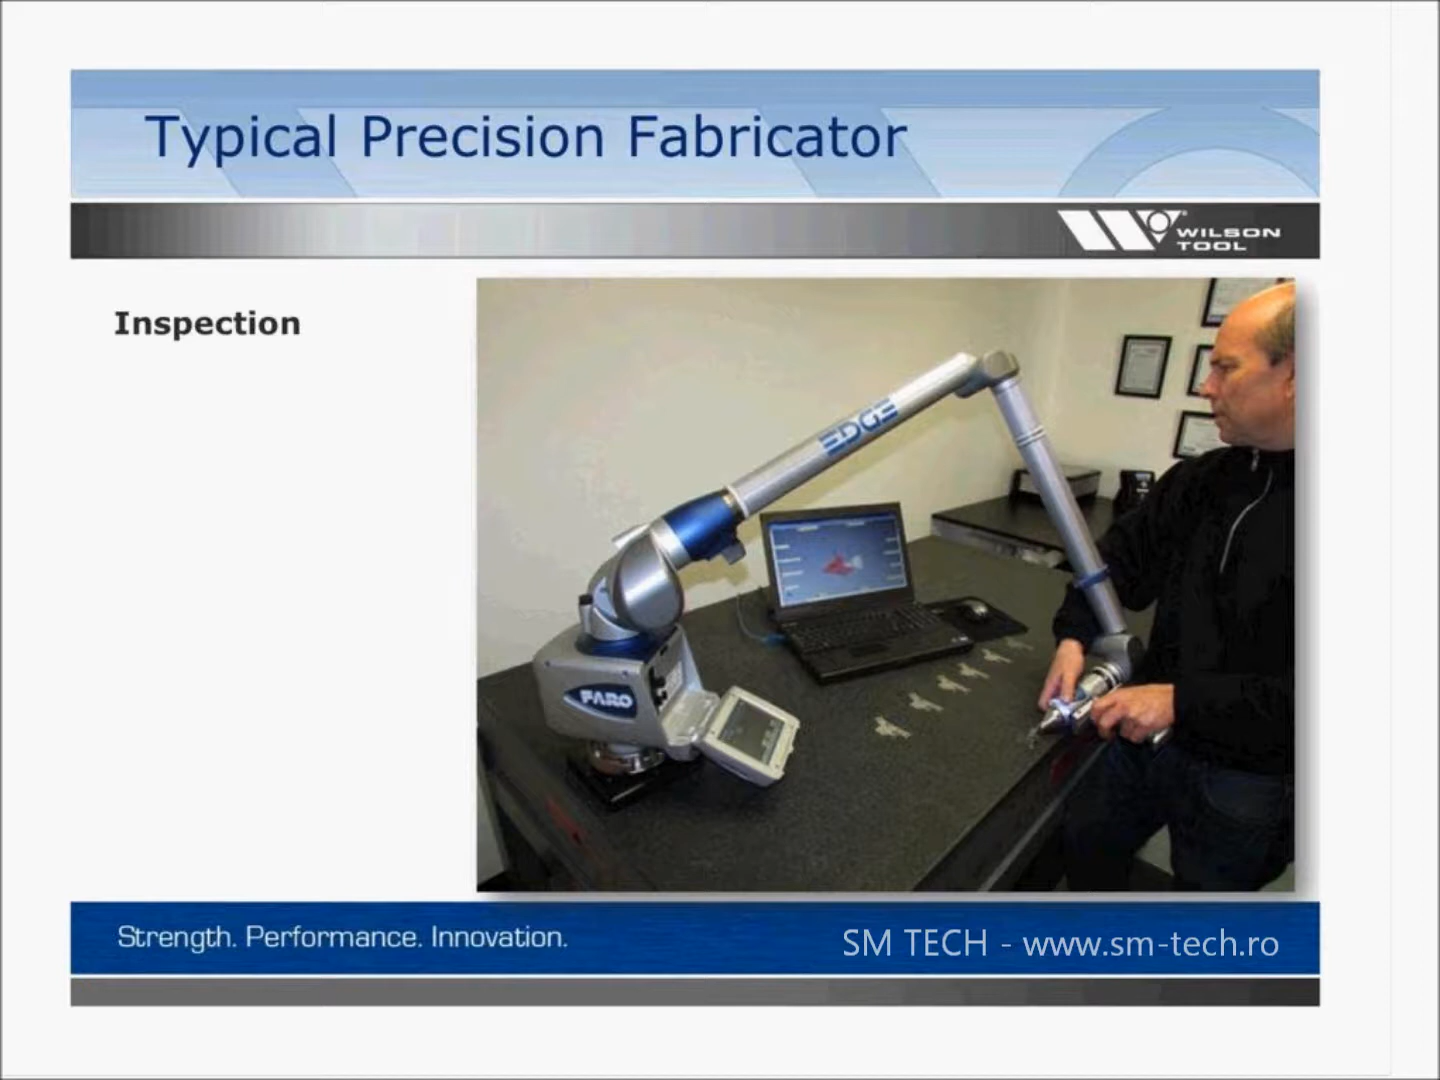 Typical Precision Fabricator
WILSON
TOOL
Inspection
EDGE
FARO
Strength. Performance. Innovation.
SM TECH - www.sm-tech.ro